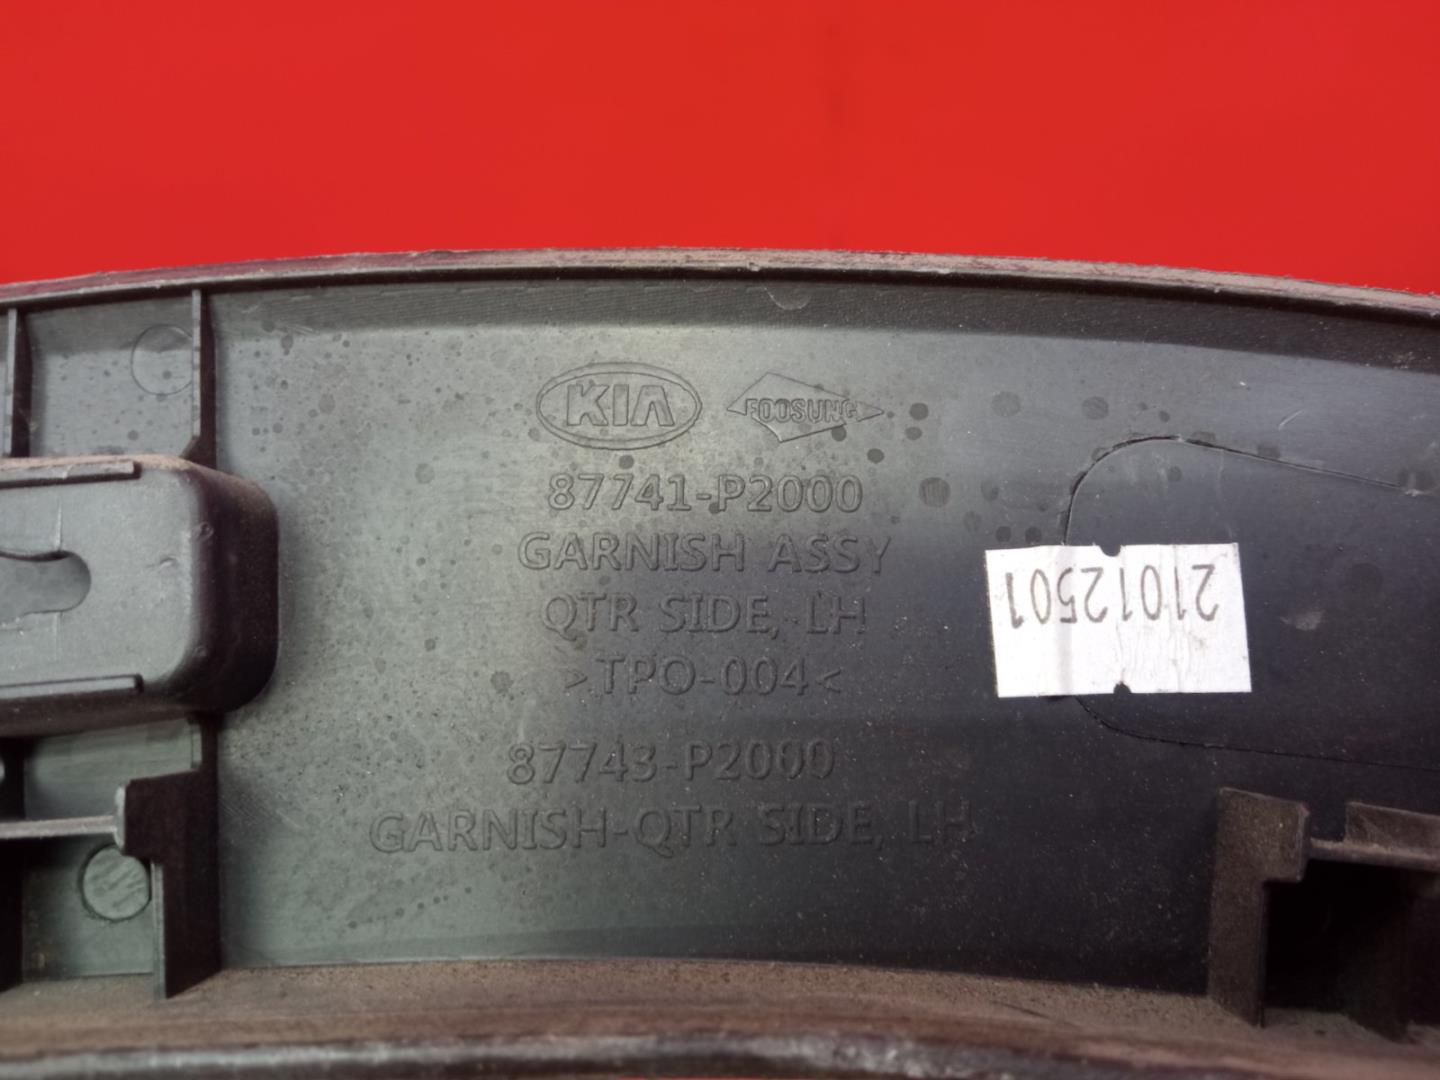 KIA FOOSUNG
87741-P2000
GARNISH ASSY
QTR SIDE, LH
>TPO-004<
87743-P2000
GARNISH-QTR SIDE, LH
21012501